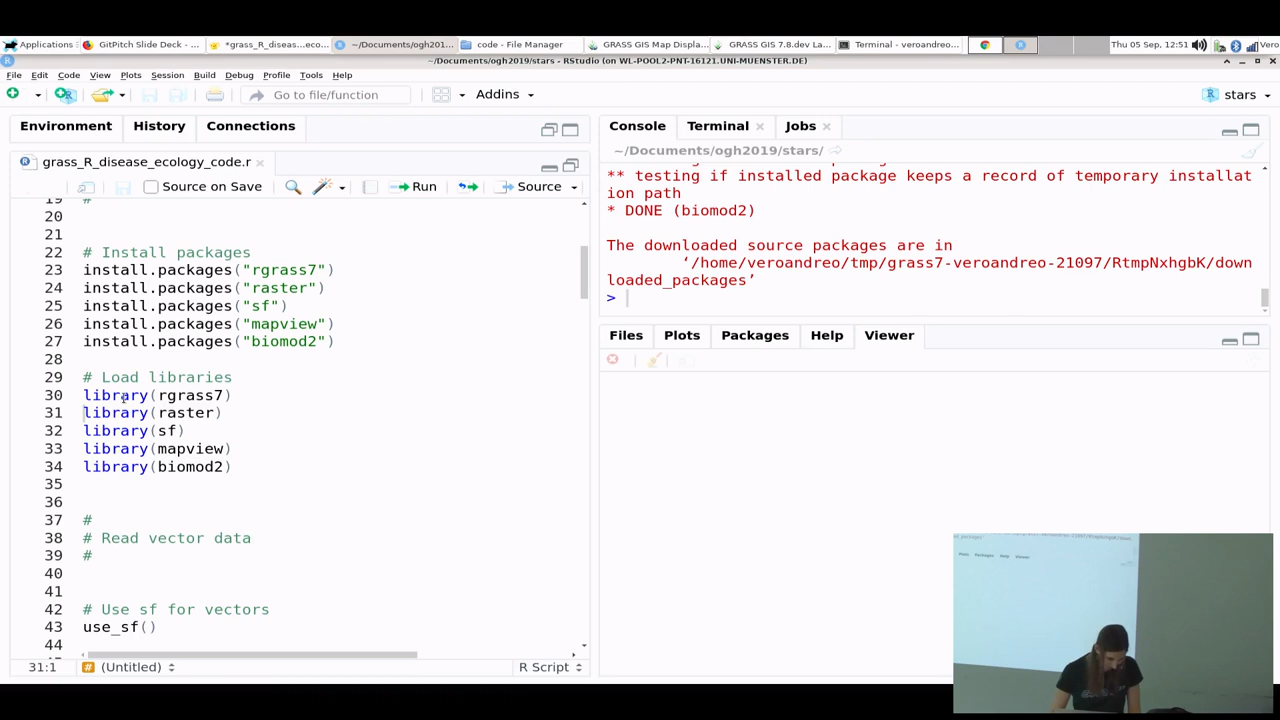 Applications
GitPitch Slide Deck - ...
*grass_R_diseas...eco...
~/Documents/ogh201...
code - File Manager
GRASS GIS Map Displa...
GRASS GIS 7.8.dev La...
Terminal - veroandreo...
Thu 05 Sep, 12:51
Vero
~/Documents/ogh2019/stars - RStudio (on WL-POOL2-PNT-16121.UNI-MUENSTER.DE)
File Edit Code View Plots Session Build Debug Profile Tools Help
Go to file/function
Addins
stars
Environment History Connections
grass_R_disease_ecology_code.r
Source on Save
Run
Source
19 #
20
21
22 # Install packages
23 install.packages("rgrass7")
24 install.packages("raster")
25 install.packages("sf")
26 install.packages("mapview")
27 install.packages("biomod2")
28
29 # Load libraries
30 library(rgrass7)
31 library(raster)
32 library(sf)
33 library(mapview)
34 library(biomod2)
35
36
37 #
38 # Read vector data
39 #
40
41
42 # Use sf for vectors
43 use_sf()
44
31:1
(Untitled)
R Script
Console Terminal Jobs
~/Documents/ogh2019/stars/
** testing if installed package keeps a record of temporary installat
ion path
* DONE (biomod2)
The downloaded source packages are in
‘/home/veroandreo/tmp/grass7-veroandreo-21097/RtmpNxhgbK/down
loaded_packages’
>
Files Plots Packages Help Viewer
Plots Packages Help Viewer